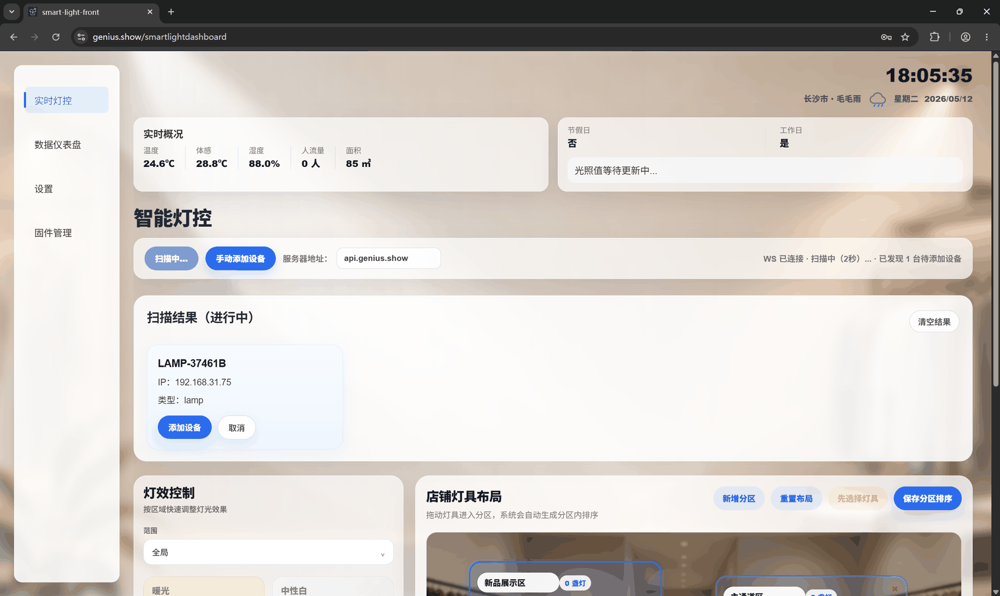 smart-light-front
genius.show/smartlightdashboard
18:05:35
长沙市·毛毛雨 星期二 2026/05/12
实时灯控
数据仪表盘
设置
固件管理
实时概况
温度 体感 湿度 人流量 面积
24.6℃ 28.8℃ 88.0% 0 人 85 ㎡
节假日 工作日
否 是
光照值等待更新中...
智能灯控
扫描中... 手动添加设备 服务器地址： api.genius.show WS 已连接 · 扫描中（2秒）... · 已发现 1 台待添加设备
扫描结果（进行中）
清空结果
LAMP-37461B
IP：192.168.31.75
类型：lamp
添加设备 取消
灯效控制
按区域快速调整灯光效果
范围
全局
暖光 中性白
店铺灯具布局
拖动灯具进入分区，系统会自动生成分区内排序
新增分区 重置布局 先选择灯具 保存分区排序
新品展示区 0 盏灯
主通道区 0 盏灯